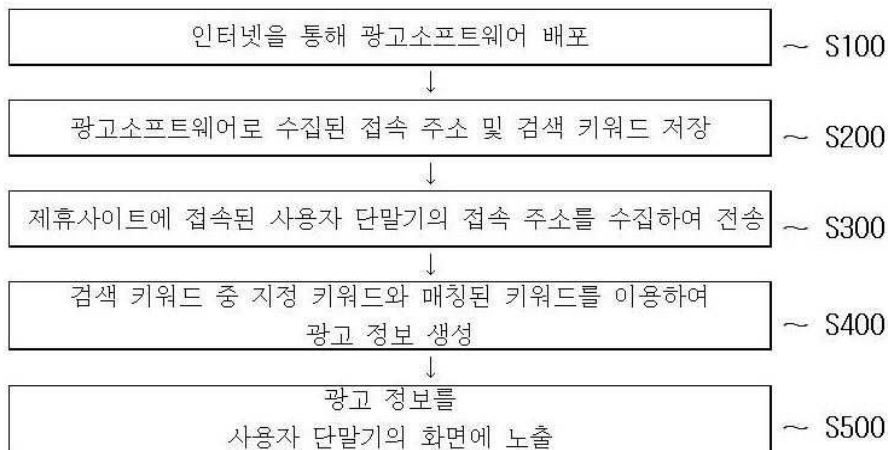 인터넷을 통해 광고소프트웨어 배포 ~ S100
↓
광고소프트웨어로 수집된 접속 주소 및 검색 키워드 저장 ~ S200
↓
제휴사이트에 접속된 사용자 단말기의 접속 주소를 수집하여 전송 ~ S300
↓
검색 키워드 중 지정 키워드와 매칭된 키워드를 이용하여
광고 정보 생성 ~ S400
↓
광고 정보를
사용자 단말기의 화면에 노출 ~ S500